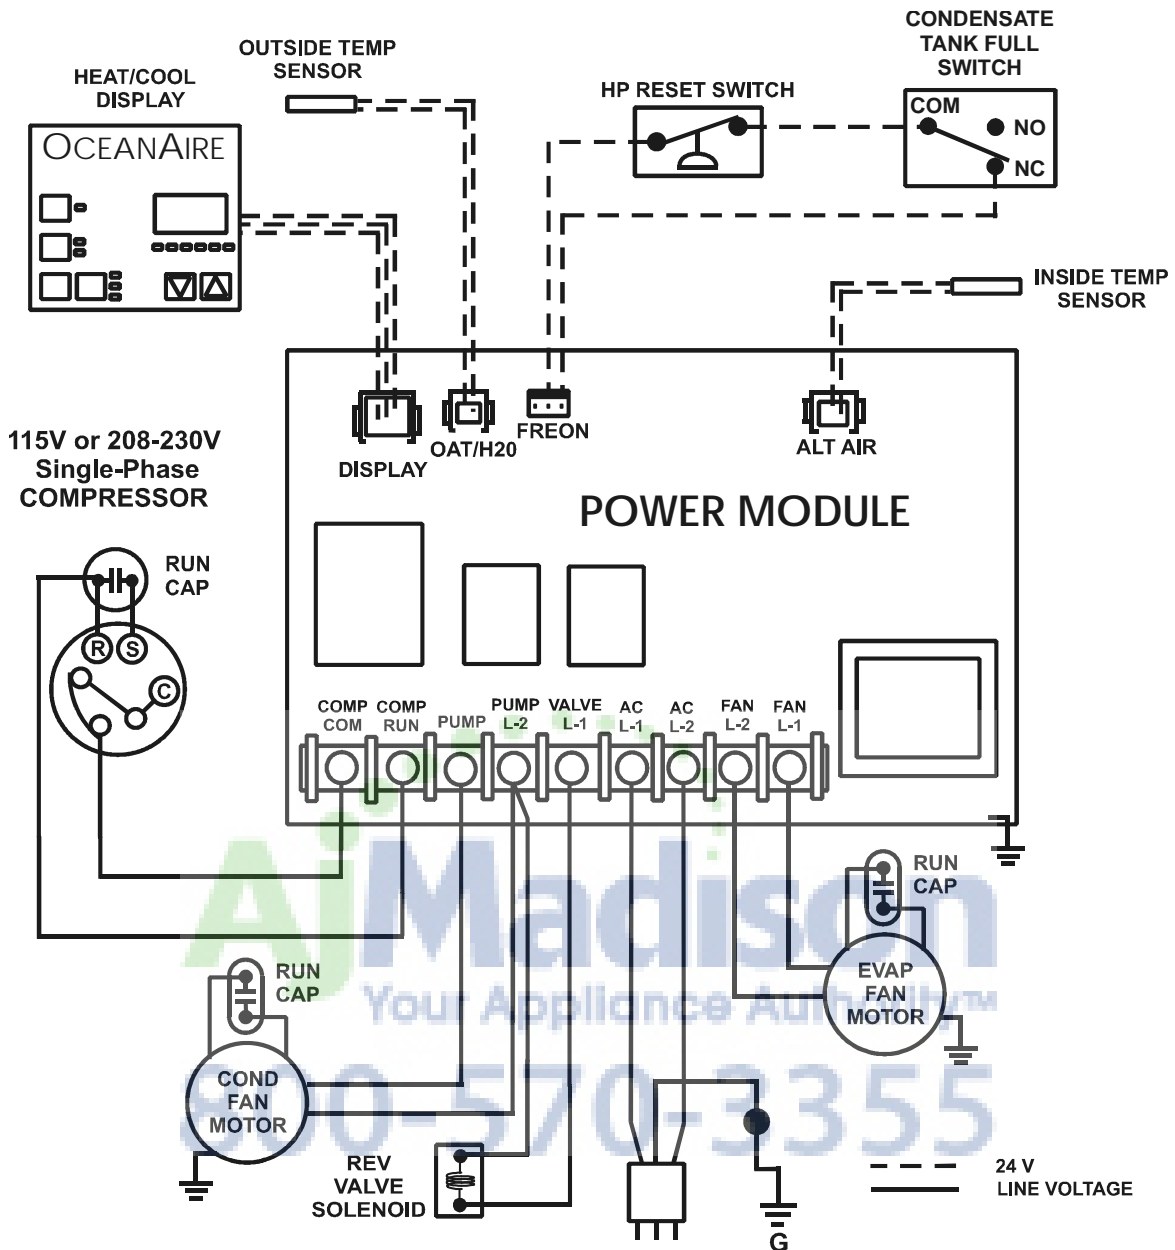 CONDENSATE
TANK FULL
SWITCH
OUTSIDE TEMP
SENSOR
HEAT/COOL
DISPLAY
HP RESET SWITCH
COM
NO
NC
OCEANAIRE
INSIDE TEMP
SENSOR
DISPLAY
OAT/H20
FREON
ALT AIR
115V or 208-230V
Single-Phase
COMPRESSOR
POWER MODULE
RUN
CAP
R
S
C
COMP
COM
COMP
RUN
PUMP
PUMP
L-2
VALVE
L-1
AC
L-1
AC
L-2
FAN
L-2
FAN
L-1
RUN
CAP
EVAP
FAN
MOTOR
RUN
CAP
COND
FAN
MOTOR
REV
VALVE
SOLENOID
G
24 V
LINE VOLTAGE
AjMadison
Your Appliance Authority™
800-570-3355